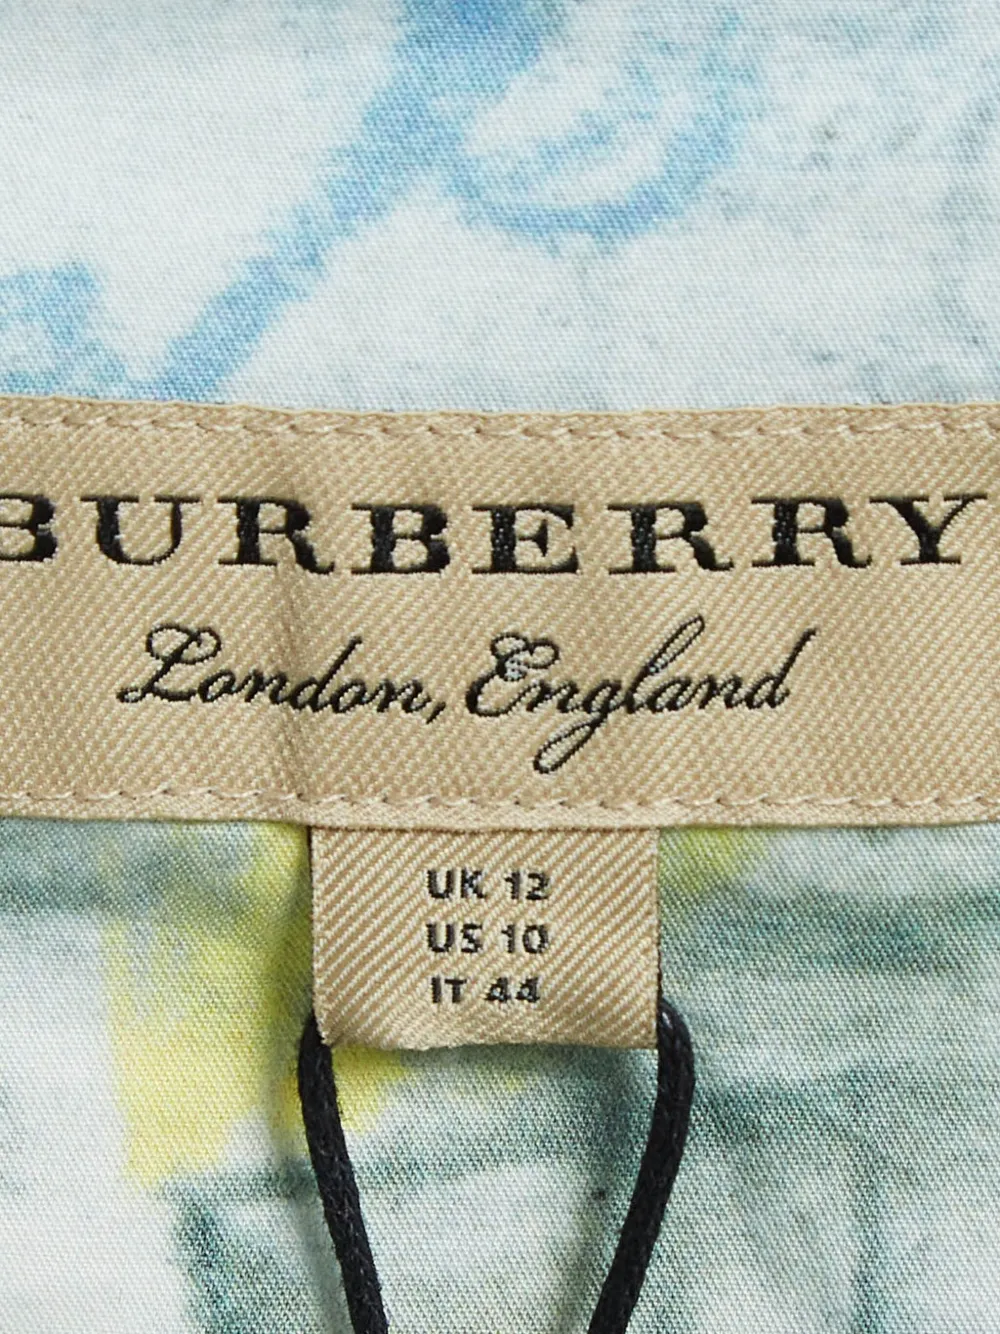 BURBERRY
London, England
UK 12
US 10
IT 44